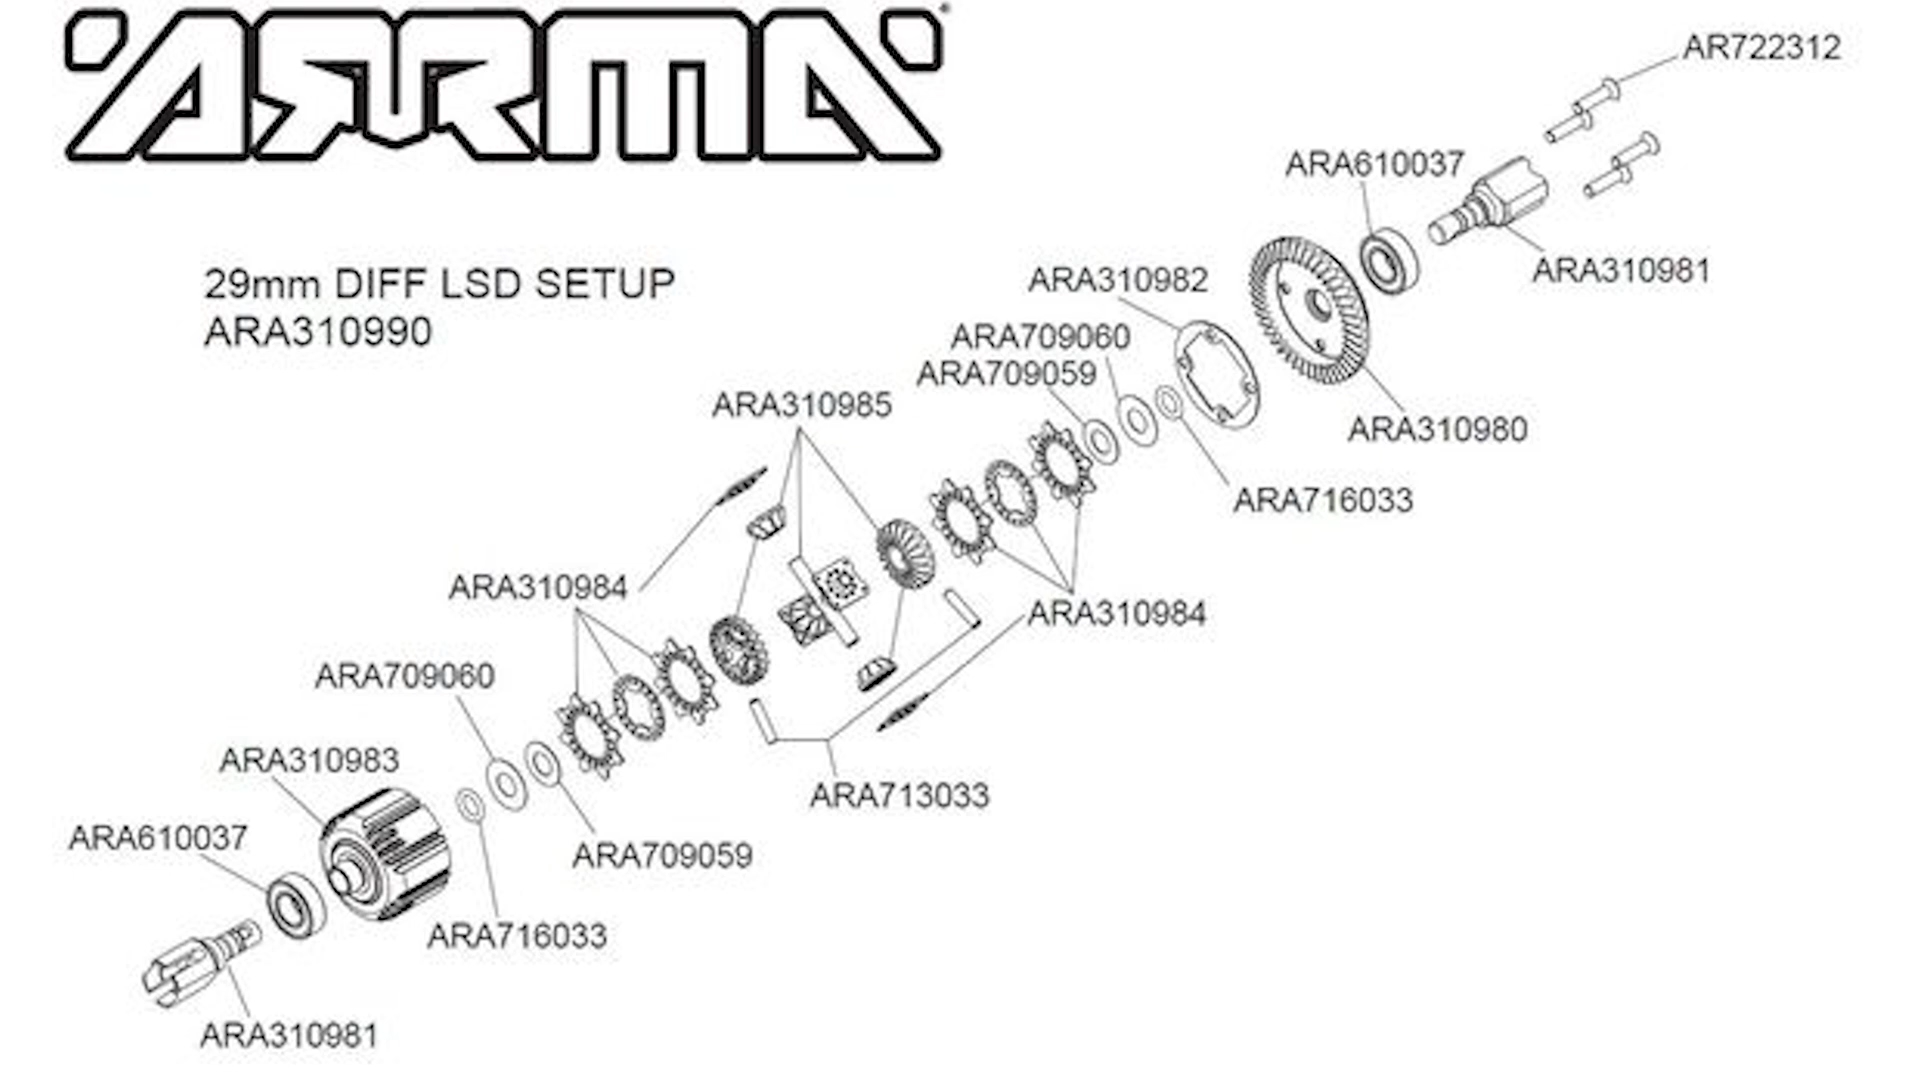 ARRMA
AR722312
ARA610037
ARA310981
ARA310982
29mm DIFF LSD SETUP
ARA310990
ARA709060
ARA709059
ARA310985
ARA310980
ARA716033
ARA310984
ARA310984
ARA709060
ARA310983
ARA713033
ARA610037
ARA709059
ARA716033
ARA310981